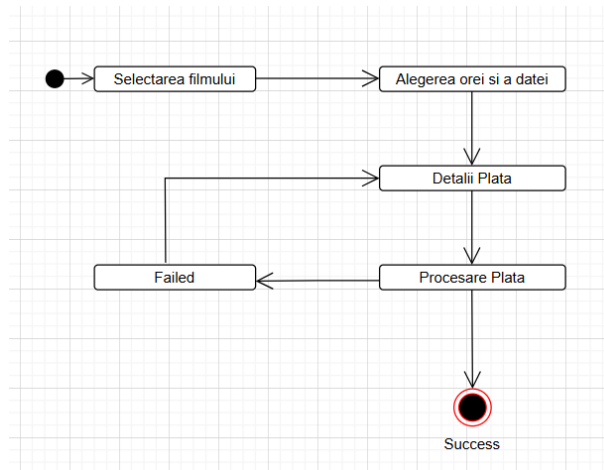 Selectarea filmului
Alegerea orei si a datei
Detalii Plata
Failed
Procesare Plata
Success